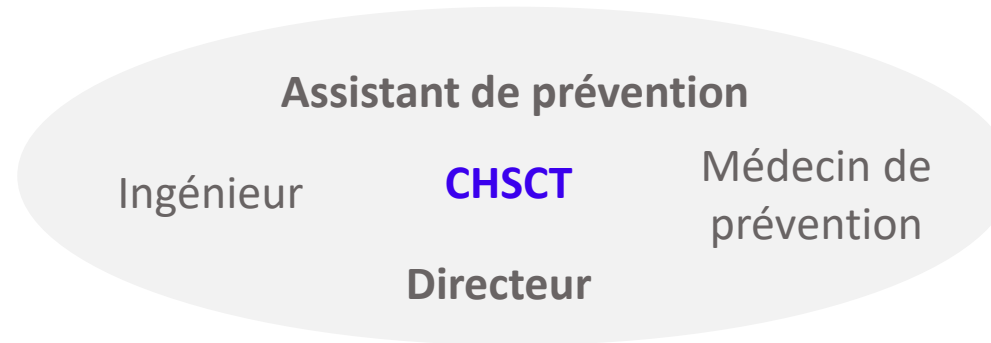 Assistant de prévention
Ingénieur
CHSCT
Médecin de
prévention
Directeur